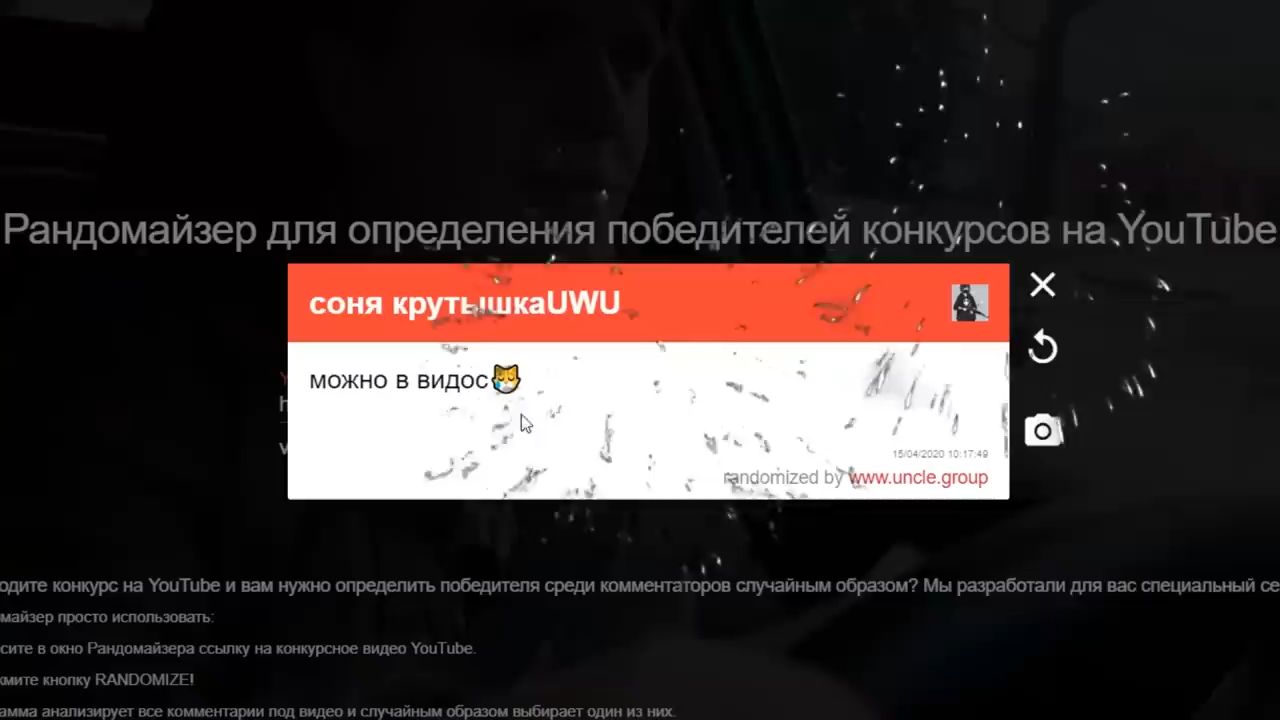 Рандомайзер для определения победителей конкурсов на YouTube
соня крутышкаUWU
можно в видос😿
15/04/2020 10:17:49
randomized by www.uncle.group
одите конкурс на YouTube и вам нужно определить победителя среди комментаторов случайным образом? Мы разработали для вас специальный се
майзер просто использовать:
сите в окно Рандомайзера ссылку на конкурсное видео YouTube.
мите кнопку RANDOMIZE!
амма анализирует все комментарии под видео и случайным образом выбирает один из них.